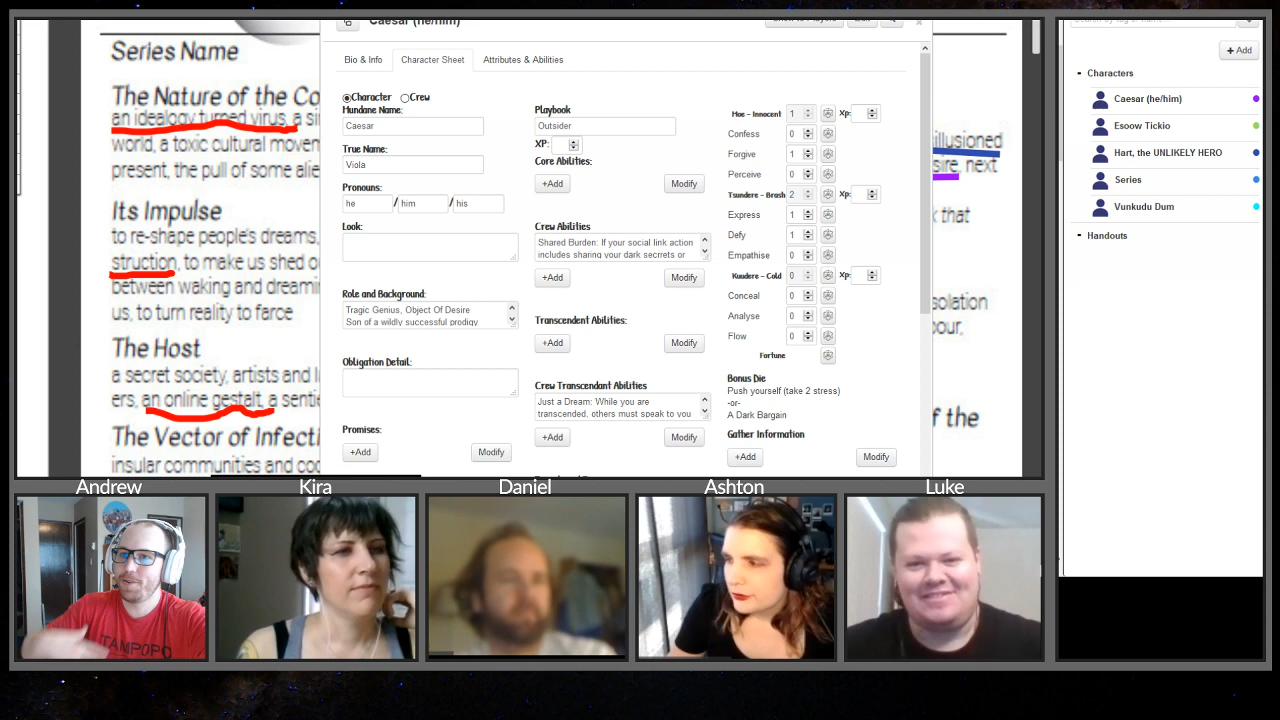 Series Name
The Nature of the Co
an idealogy turned virus, a si
world, a toxic cultural movem
present, the pull of some alie
Its Impulse
to re-shape people's dreams,
struction, to make us shed o
between waking and dreami
us, to turn reality to farce
The Host
a secret society, artists and
ers, an online gestalt, a senti
The Vector of Infecti
insular communities and
Caesar (he/him)
Bio & Info
Character Sheet
Attributes & Abilities
Character Crew
Mundane Name:
Caesar
True Name:
Viola
Pronouns:
he / him / his
Look:
Role and Background:
Tragic Genius, Object Of Desire
Son of a wildly successful prodigy
Obligation Detail:
Promises:
+Add Modify
Playbook
Outsider
XP:
Core Abilities:
+Add Modify
Crew Abilities
Shared Burden: If your social link action
includes sharing your dark secrets or
+Add Modify
Transcendent Abilities:
+Add Modify
Crew Transcendant Abilities
Just a Dream: While you are
transcended, others must speak to you
+Add Modify
Moe – Innocent 1 Xp:
Confess 0
Forgive 1
Perceive 0
Tsundere – Brash 2 Xp:
Express 1
Defy 1
Empathise 0
Kuudere – Cold 0 Xp:
Conceal 0
Analyse 0
Flow 0
Fortune
Bonus Die
Push yourself (take 2 stress)
-or-
A Dark Bargain
Gather Information
+Add Modify
illusioned
sire, next
that
solation
our,
f the
+ Add
Characters
Caesar (he/him)
Esoow Tickio
Hart, the UNLIKELY HERO
Series
Vunkudu Dum
Handouts
Andrew
Kira
Daniel
Ashton
Luke
TAMPOPO